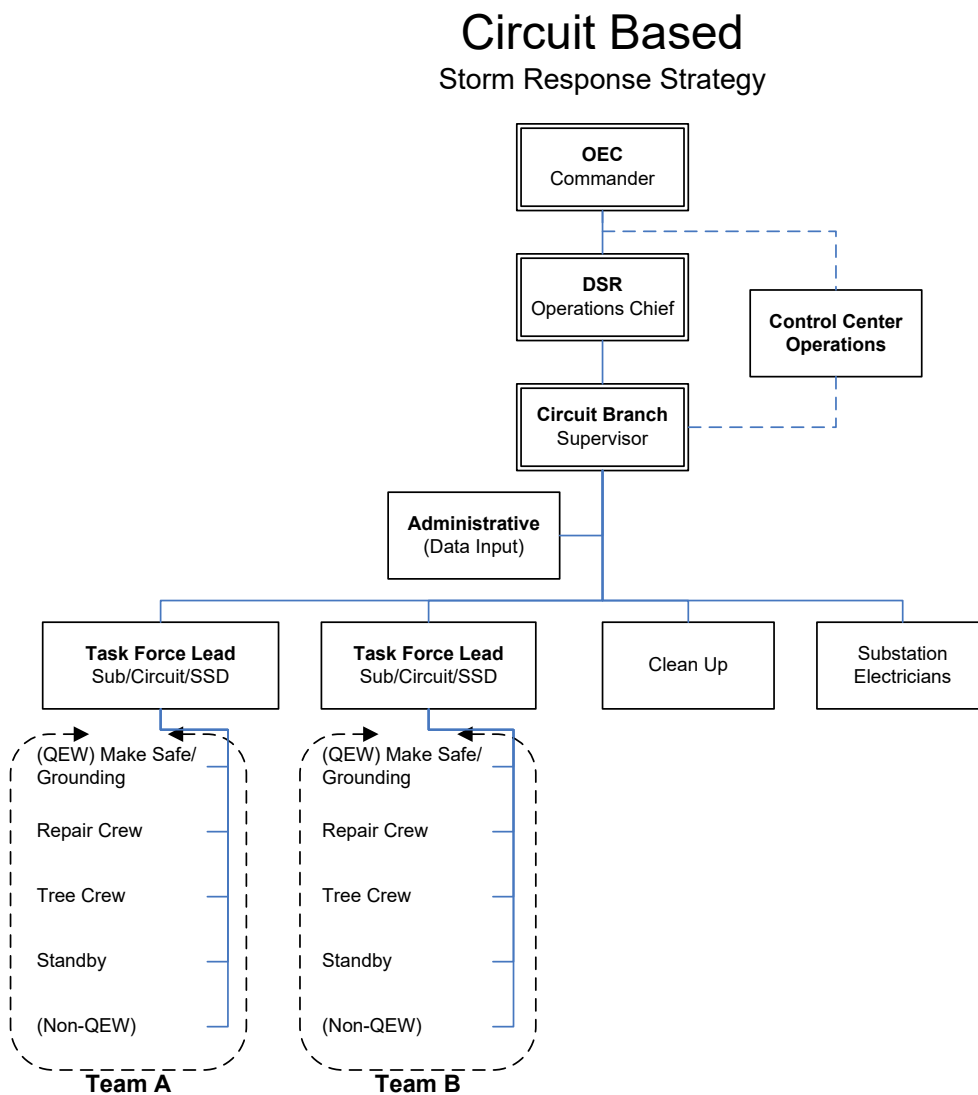 Circuit Based
Storm Response Strategy
OEC
Commander
DSR
Operations Chief
Control Center
Operations
Circuit Branch
Supervisor
Administrative
(Data Input)
Task Force Lead
Sub/Circuit/SSD
Task Force Lead
Sub/Circuit/SSD
Clean Up
Substation
Electricians
(QEW) Make Safe/
Grounding
Repair Crew
Tree Crew
Standby
(Non-QEW)
Team A
(QEW) Make Safe/
Grounding
Repair Crew
Tree Crew
Standby
(Non-QEW)
Team B